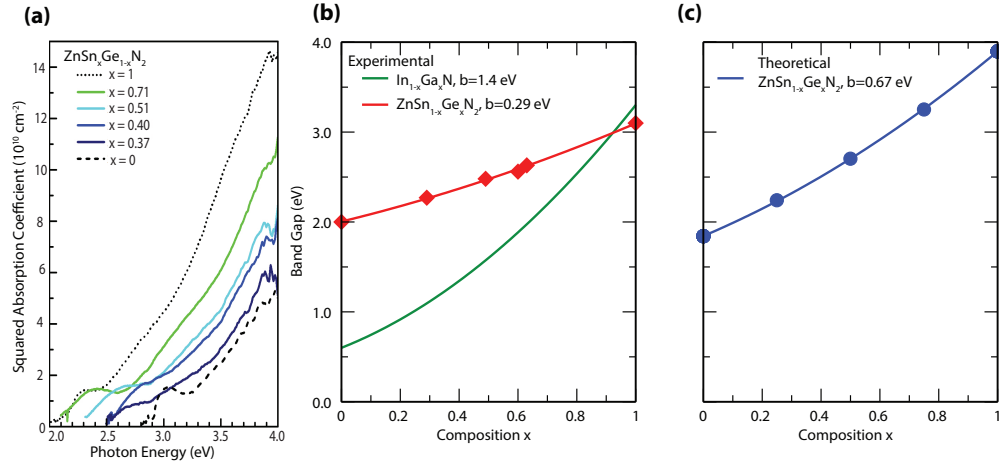 (a)
ZnSnxGe1-xN2
x = 1
x = 0.71
x = 0.51
x = 0.40
x = 0.37
x = 0
14
12
10
8
6
4
2
0
Squared Absorption Coefficient (10¹⁰ cm⁻²)
2.0 2.5 3.0 3.5 4.0
Photon Energy (eV)
(b)
Experimental
In1-xGaxN, b=1.4 eV
ZnSn1-xGexN2, b=0.29 eV
4.0
3.0
2.0
1.0
0.0
Band Gap (eV)
0 0.2 0.4 0.6 0.8 1
Composition x
(c)
Theoretical
ZnSn1-xGexN2, b=0.67 eV
0 0.2 0.4 0.6 0.8 1
Composition x